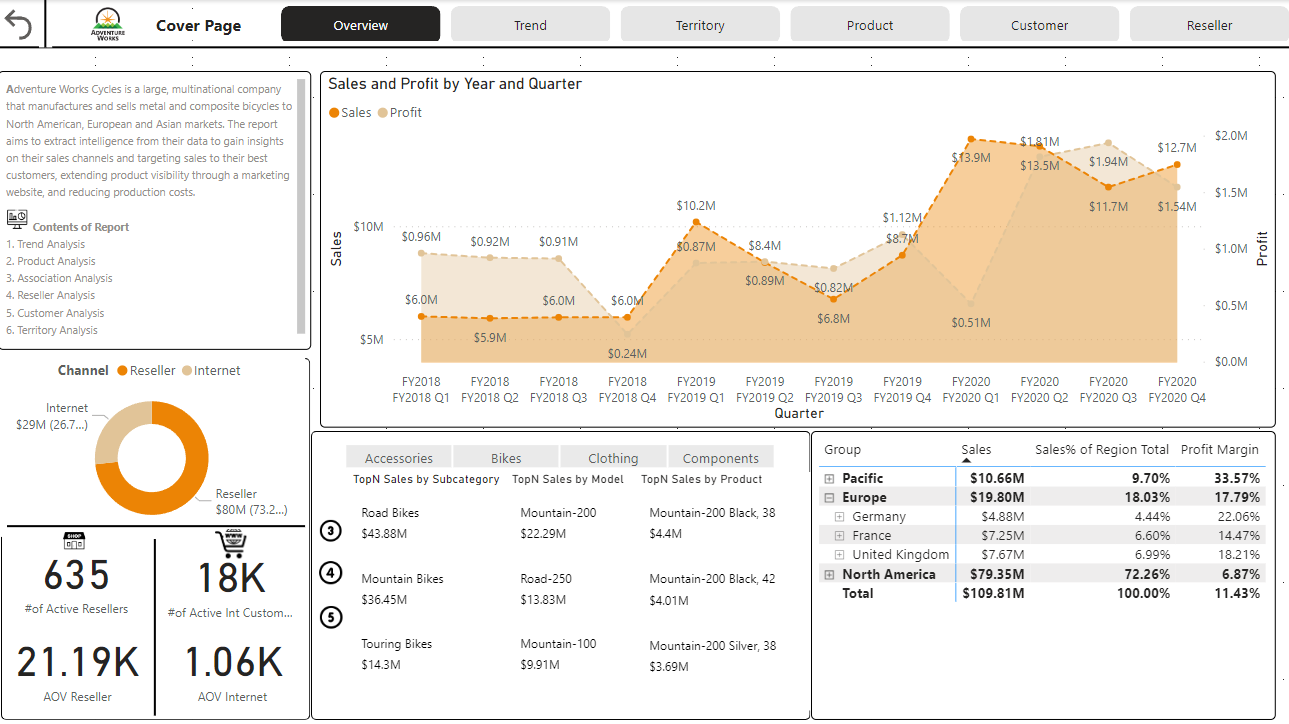 ADVENTURE
WORKS
Cover Page
Overview
Trend
Territory
Product
Customer
Reseller
Adventure Works Cycles is a large, multinational company
that manufactures and sells metal and composite bicycles to
North American, European and Asian markets. The report
aims to extract intelligence from their data to gain insights
on their sales channels and targeting sales to their best
customers, extending product visibility through a marketing
website, and reducing production costs.
Contents of Report
1. Trend Analysis
2. Product Analysis
3. Association Analysis
4. Reseller Analysis
5. Customer Analysis
6. Territory Analysis
Sales and Profit by Year and Quarter
Sales Profit
Sales
$10M
$5M
$0.96M $0.92M $0.91M $0.24M $0.87M $0.89M $0.82M $1.12M $0.51M $1.81M $1.94M $1.54M
$6.0M $5.9M $6.0M $6.0M $10.2M $8.4M $6.8M $8.7M $13.9M $13.5M $11.7M $12.7M
$2.0M
$1.5M
$1.0M
$0.5M
$0.0M
Profit
FY2018 FY2018 FY2018 FY2018 FY2019 FY2019 FY2019 FY2019 FY2020 FY2020 FY2020 FY2020
FY2018 Q1 FY2018 Q2 FY2018 Q3 FY2018 Q4 FY2019 Q1 FY2019 Q2 FY2019 Q3 FY2019 Q4 FY2020 Q1 FY2020 Q2 FY2020 Q3 FY2020 Q4
Quarter
Channel Reseller Internet
Internet
$29M (26.7...)
Reseller
$80M (73.2...)
SHOP
635
#of Active Resellers
21.19K
AOV Reseller
WWW
18K
#of Active Int Custom...
1.06K
AOV Internet
Accessories Bikes Clothing Components
TopN Sales by Subcategory TopN Sales by Model TopN Sales by Product
3
4
5
Road Bikes Mountain-200 Mountain-200 Black, 38
$43.88M $22.29M $4.4M
Mountain Bikes Road-250 Mountain-200 Black, 42
$36.45M $13.83M $4.01M
Touring Bikes Mountain-100 Mountain-200 Silver, 38
$14.3M $9.91M $3.69M
Group Sales Sales% of Region Total Profit Margin
Pacific $10.66M 9.70% 33.57%
Europe $19.80M 18.03% 17.79%
Germany $4.88M 4.44% 22.06%
France $7.25M 6.60% 14.47%
United Kingdom $7.67M 6.99% 18.21%
North America $79.35M 72.26% 6.87%
Total $109.81M 100.00% 11.43%